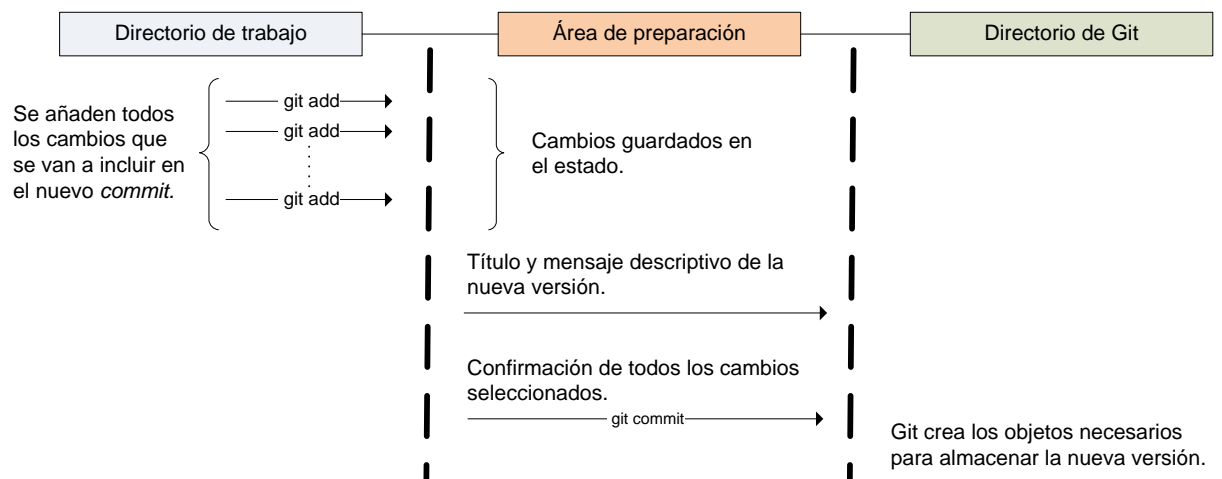 Directorio de trabajo
Área de preparación
Directorio de Git
Se añaden todos
los cambios que
se van a incluir en
el nuevo commit.
git add
git add
git add
Cambios guardados en
el estado.
Título y mensaje descriptivo de la
nueva versión.
Confirmación de todos los cambios
seleccionados.
git commit
Git crea los objetos necesarios
para almacenar la nueva versión.